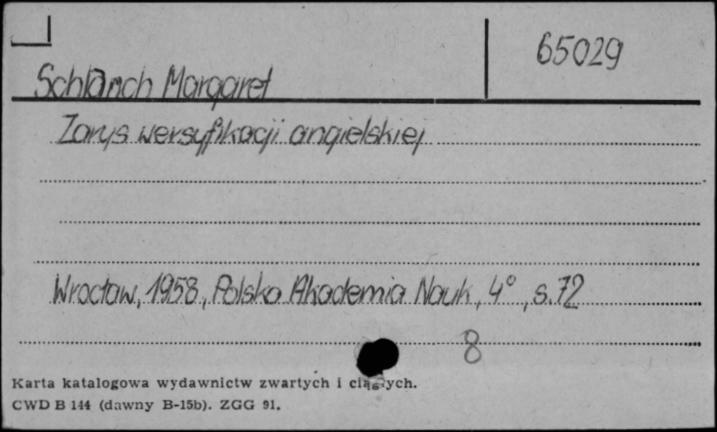 65029
Schlauch Margaret
Zarys wersyfikacji angielskiej
Wrocław, 1958, Polska Akademia Nauk, 4°, s. 72
8
Karta katalogowa wydawnictw zwartych i ciągłych.
CWD B 144 (dawny B-15b). ZGG 91.